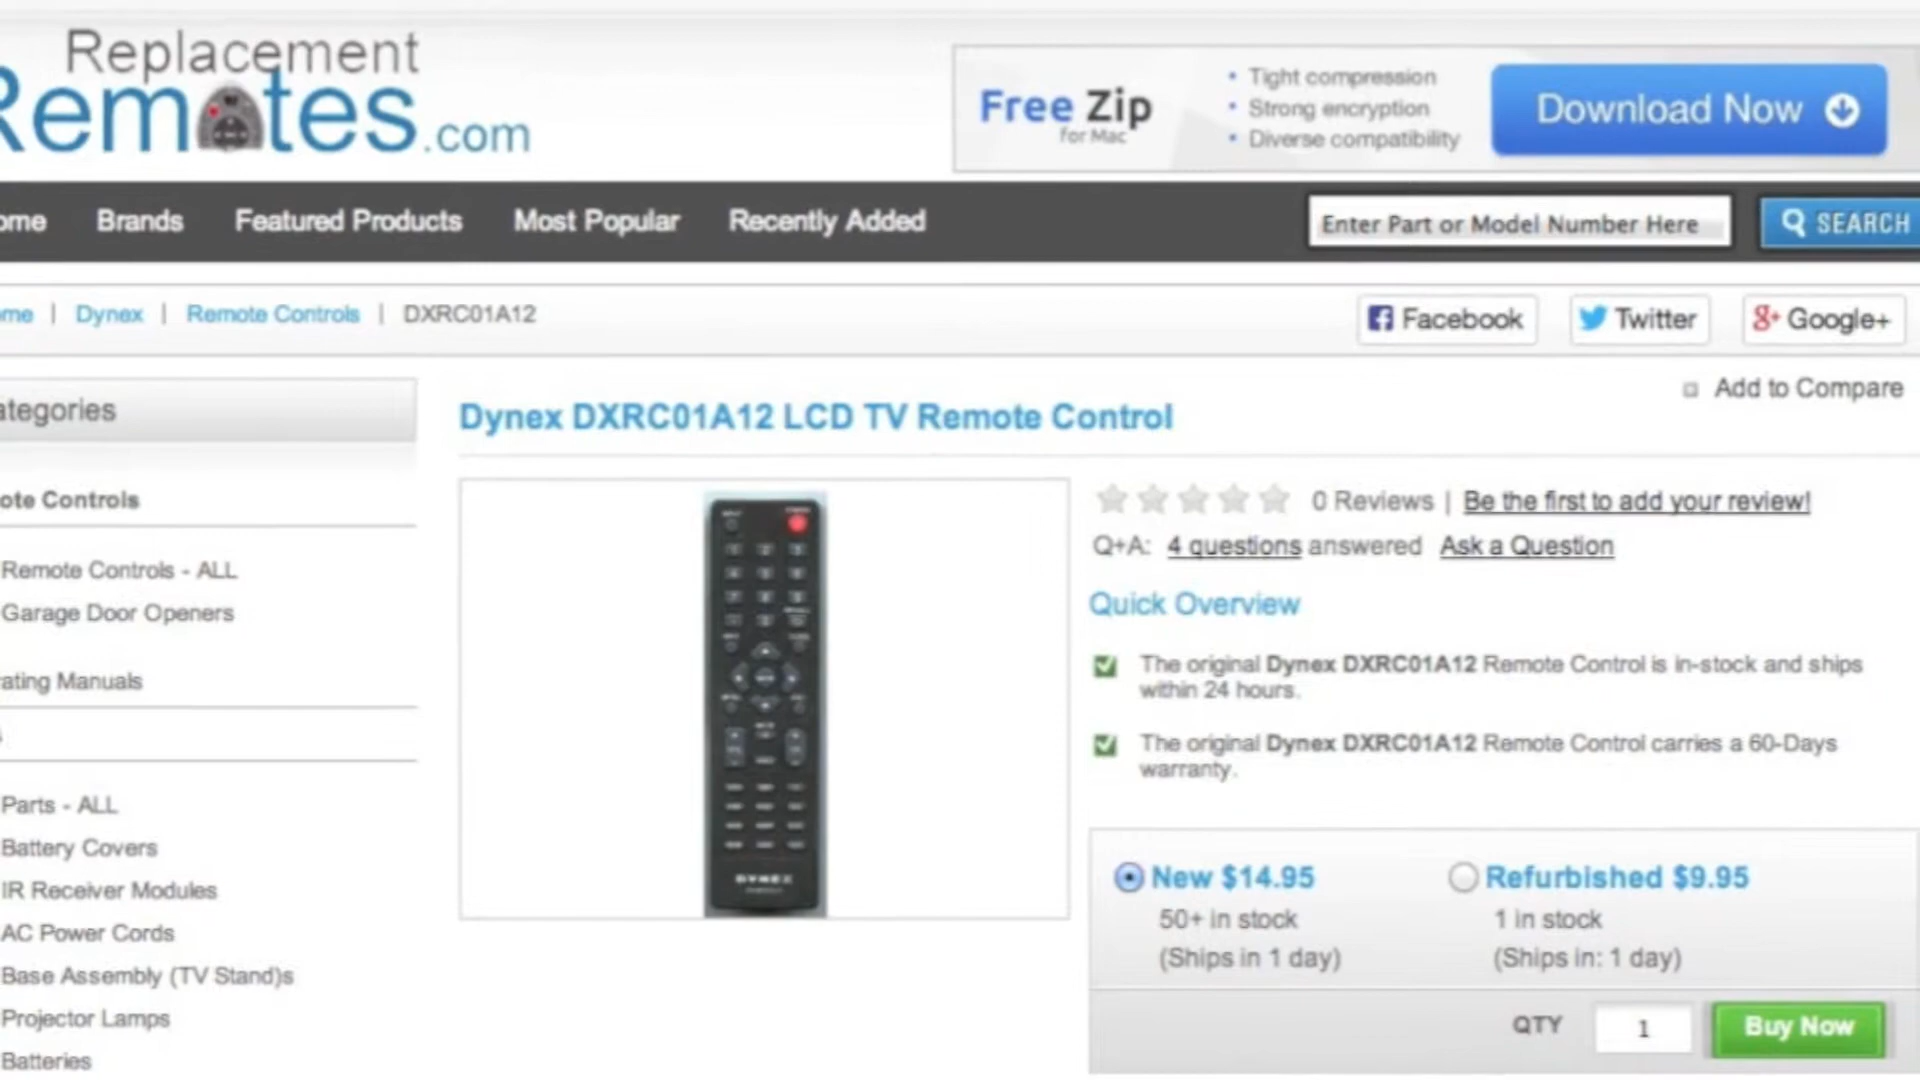 Replacement
Remotes.com
Free Zip
for Mac
• Tight compression
• Strong encryption
• Diverse compatibility
Download Now
ome
Brands
Featured Products
Most Popular
Recently Added
Enter Part or Model Number Here
SEARCH
me | Dynex | Remote Controls | DXRC01A12
Facebook
Twitter
Google+
Add to Compare
ategories
Dynex DXRC01A12 LCD TV Remote Control
ote Controls
Remote Controls - ALL
Garage Door Openers
ating Manuals
Parts - ALL
Battery Covers
IR Receiver Modules
AC Power Cords
Base Assembly (TV Stand)s
Projector Lamps
Batteries
DYNEX
0 Reviews | Be the first to add your review!
Q+A: 4 questions answered Ask a Question
Quick Overview
The original Dynex DXRC01A12 Remote Control is in-stock and ships
within 24 hours.
The original Dynex DXRC01A12 Remote Control carries a 60-Days
warranty.
New $14.95
50+ in stock
(Ships in 1 day)
Refurbished $9.95
1 in stock
(Ships in: 1 day)
QTY
1
Buy Now